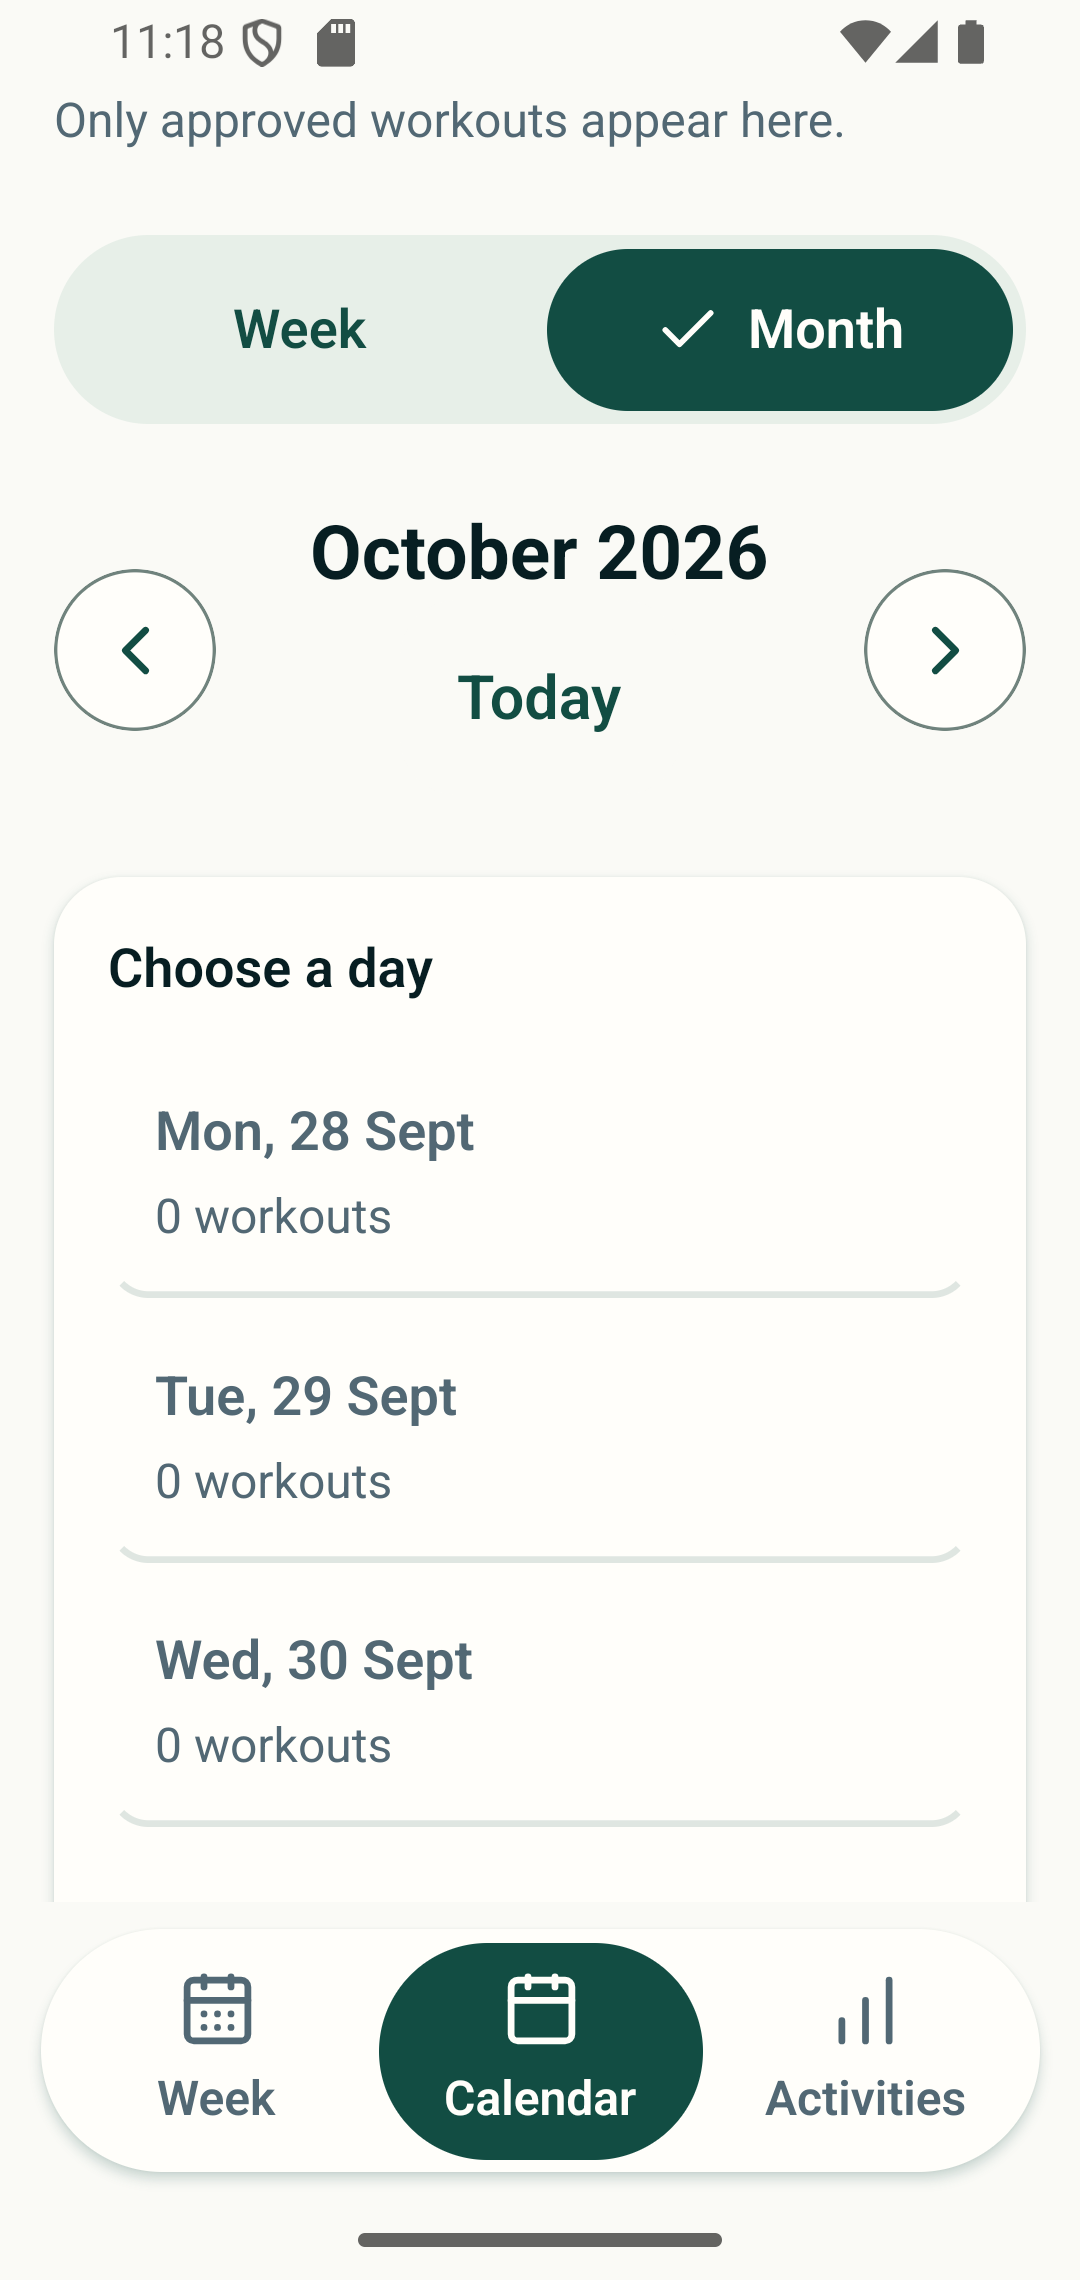 11:18
Only approved workouts appear here.
Week
Month
October 2026
Today
Choose a day
Mon, 28 Sept
0 workouts
Tue, 29 Sept
0 workouts
Wed, 30 Sept
0 workouts
Week
Calendar
Activities